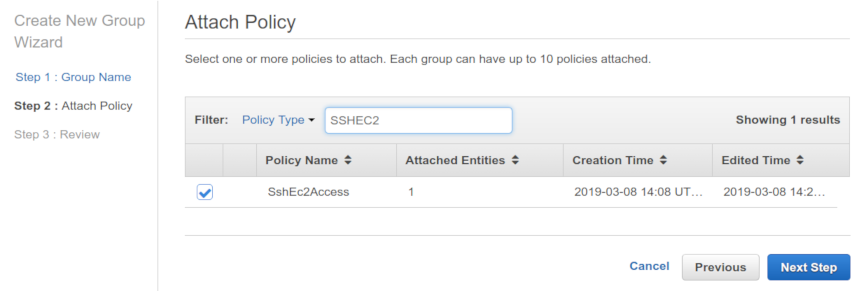 Create New Group
Wizard
Step 1 : Group Name
Step 2 : Attach Policy
Step 3 : Review
Attach Policy
Select one or more policies to attach. Each group can have up to 10 policies attached.
Filter: Policy Type SSHEC2 Showing 1 results
Policy Name Attached Entities Creation Time Edited Time
SshEc2Access 1 2019-03-08 14:08 UT... 2019-03-08 14:2...
Cancel Previous Next Step